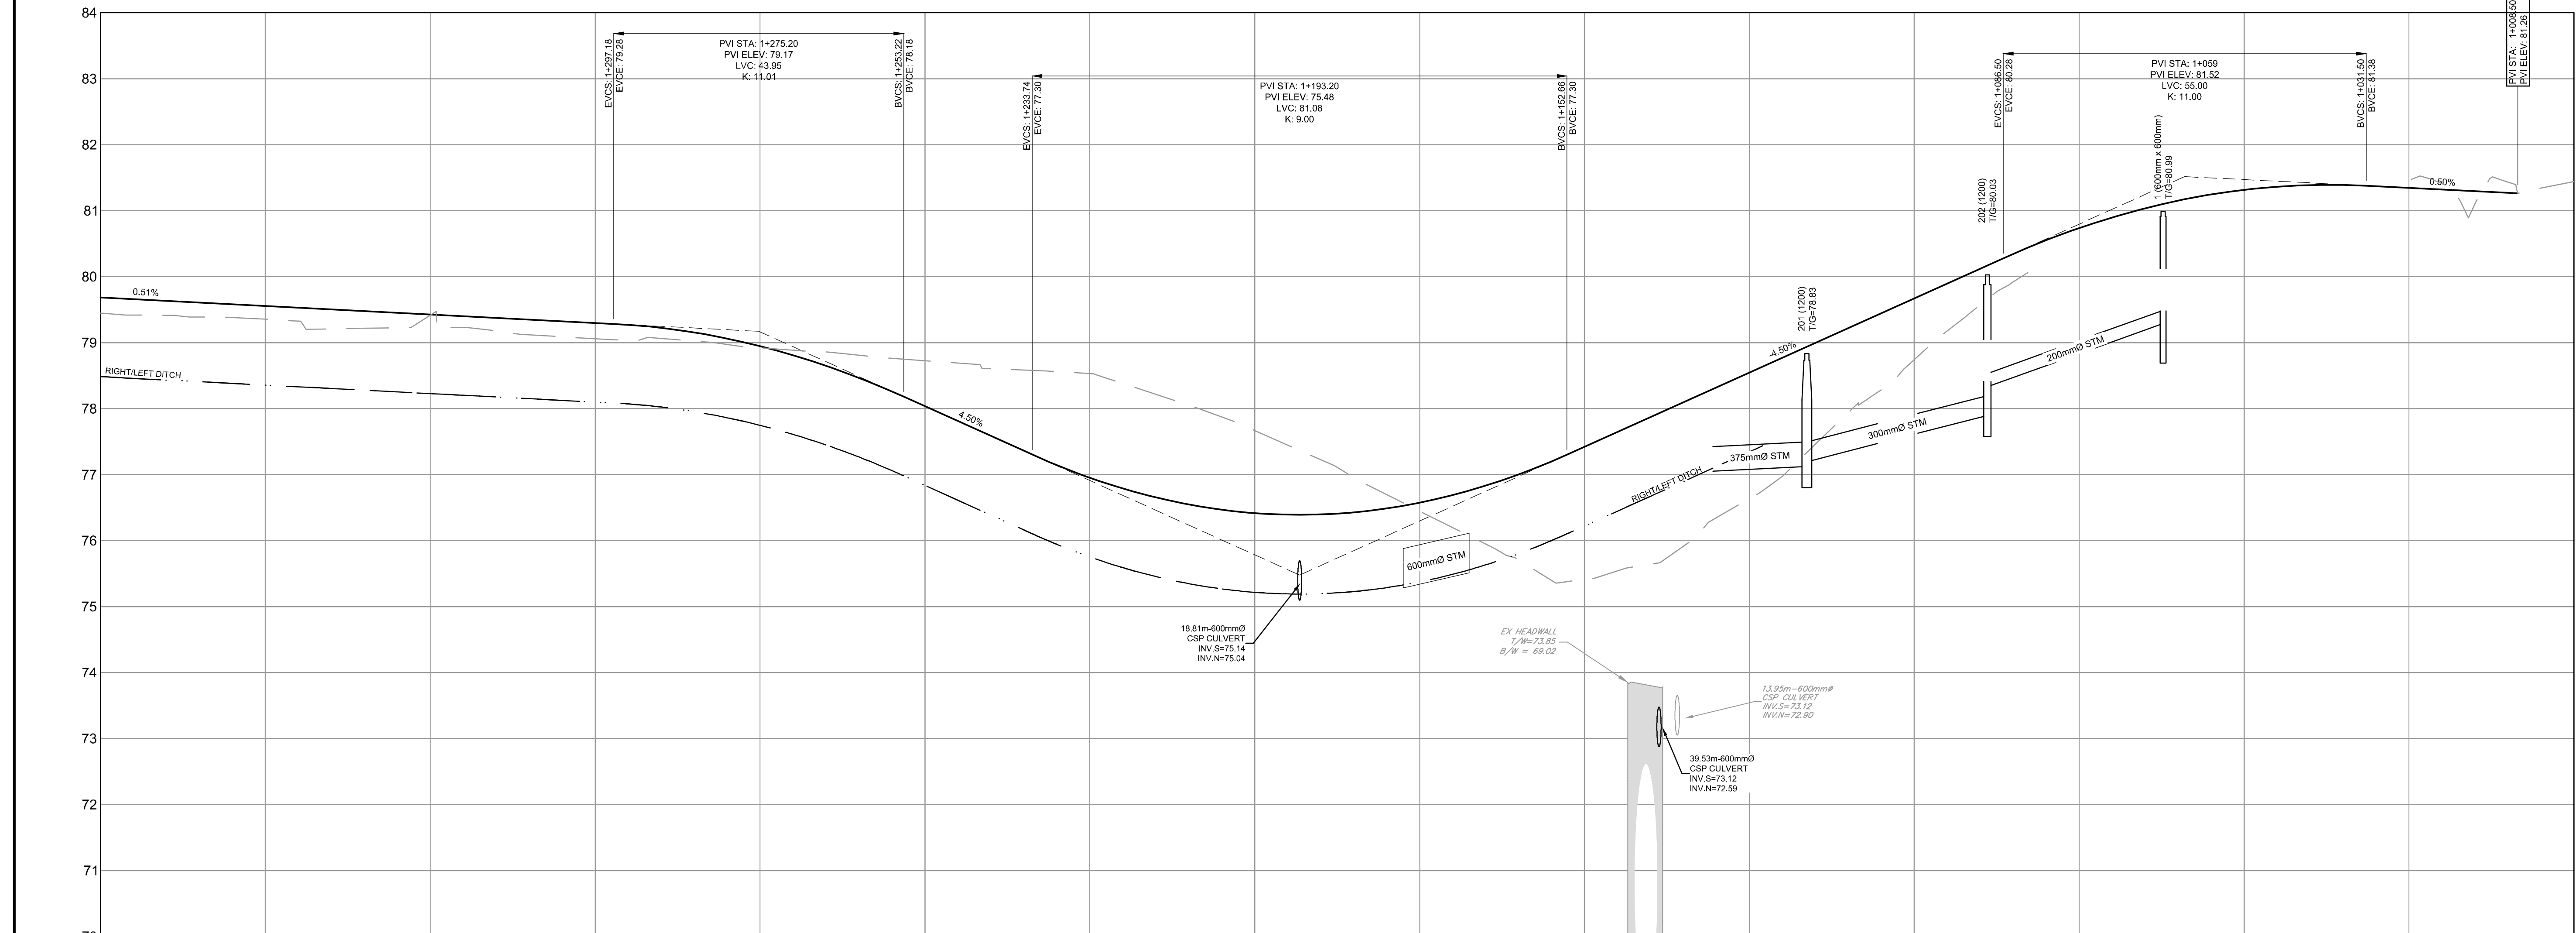 84
83
82
81
80
79
78
77
76
75
74
73
72
71
EVCS: 1+297.18
EVCE: 79.28
PVI STA: 1+275.20
PVI ELEV: 79.17
LVC: 43.95
K: 11.01
BVCS: 1+253.22
BVCE: 78.18
EVCS: 1+233.74
EVCE: 77.30
PVI STA: 1+193.20
PVI ELEV: 75.48
LVC: 81.08
K: 9.00
BVCS: 1+152.66
BVCE: 77.30
EVCS: 1+086.50
EVCE: 80.28
PVI STA: 1+059
PVI ELEV: 81.52
LVC: 55.00
K: 11.00
BVCS: 1+031.50
BVCE: 81.38
PVI STA: 1+008.50
PVI ELEV: 81.26
0.51%
4.50%
-4.50%
0.50%
RIGHT/LEFT DITCH
RIGHT/LEFT DITCH
201 (1200)
T/G=78.83
202 (1200)
T/G=80.03
1 (600mm x 600mm)
T/G=80.99
200mmØ STM
300mmØ STM
375mmØ STM
600mmØ STM
18.81m-600mmØ
CSP CULVERT
INV.S=75.14
INV.N=75.04
EX HEADWALL
T/W=73.85
B/W = 69.02
13.95m-600mmø
CSP CULVERT
INV.S=73.12
INV.N=72.90
39.53m-600mmØ
CSP CULVERT
INV.S=73.12
INV.N=72.59